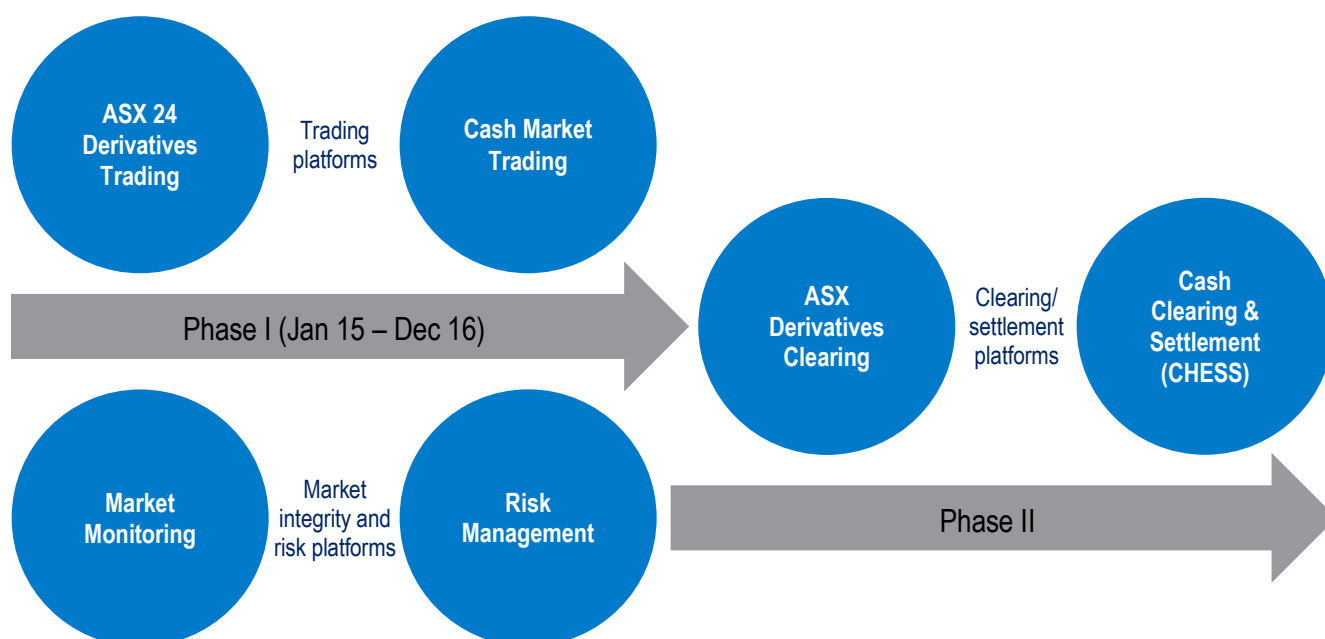 ASX 24
Derivatives
Trading
Trading
platforms
Cash Market
Trading
Phase I (Jan 15 – Dec 16)
Market
Monitoring
Market
integrity and
risk platforms
Risk
Management
ASX
Derivatives
Clearing
Clearing/
settlement
platforms
Cash
Clearing &
Settlement
(CHESS)
Phase II